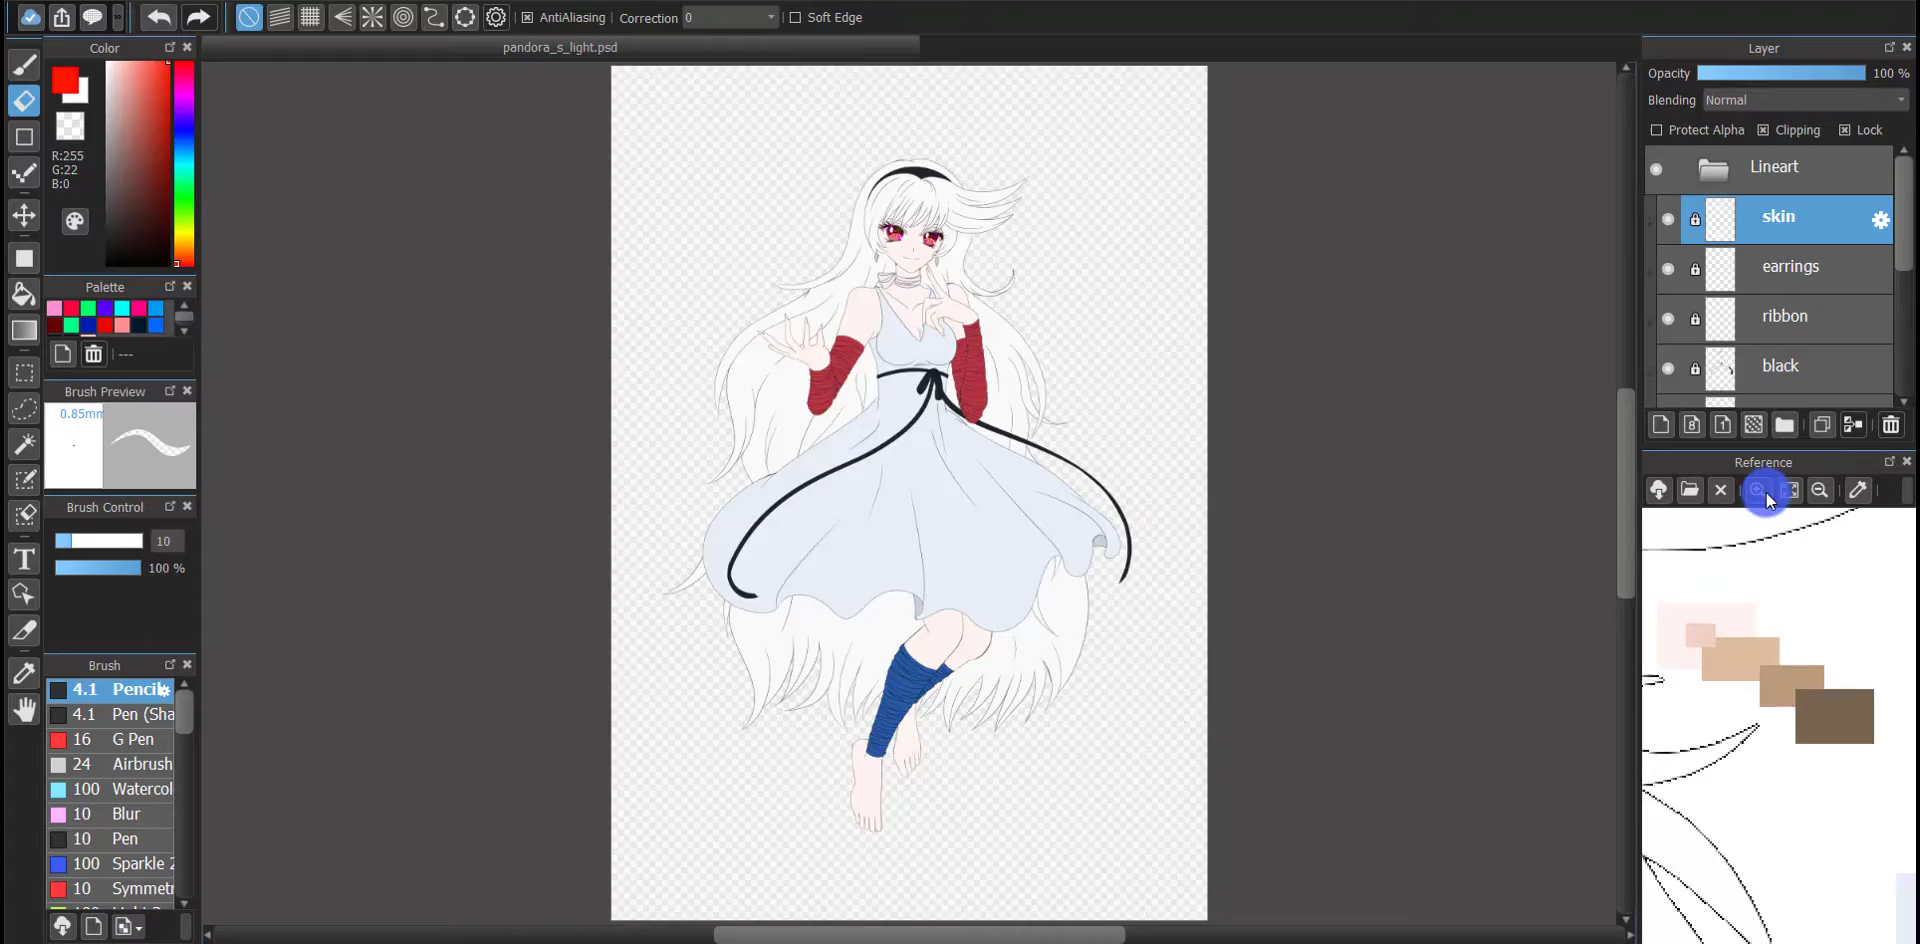 AntiAliasing Correction 0 Soft Edge
pandora_s_light.psd
Color
R:255
G:22
B:0
Palette
---
Brush Preview
0.85mm
Brush Control
10
100 %
Brush
4.1 Pencil
4.1 Pen (Sha
16 G Pen
24 Airbrush
100 Watercol
10 Blur
10 Pen
100 Sparkle 2
10 Symmetr
T
Layer
Opacity 100 %
Blending Normal
Protect Alpha Clipping Lock
Lineart
skin
earrings
ribbon
black
8 1
Reference